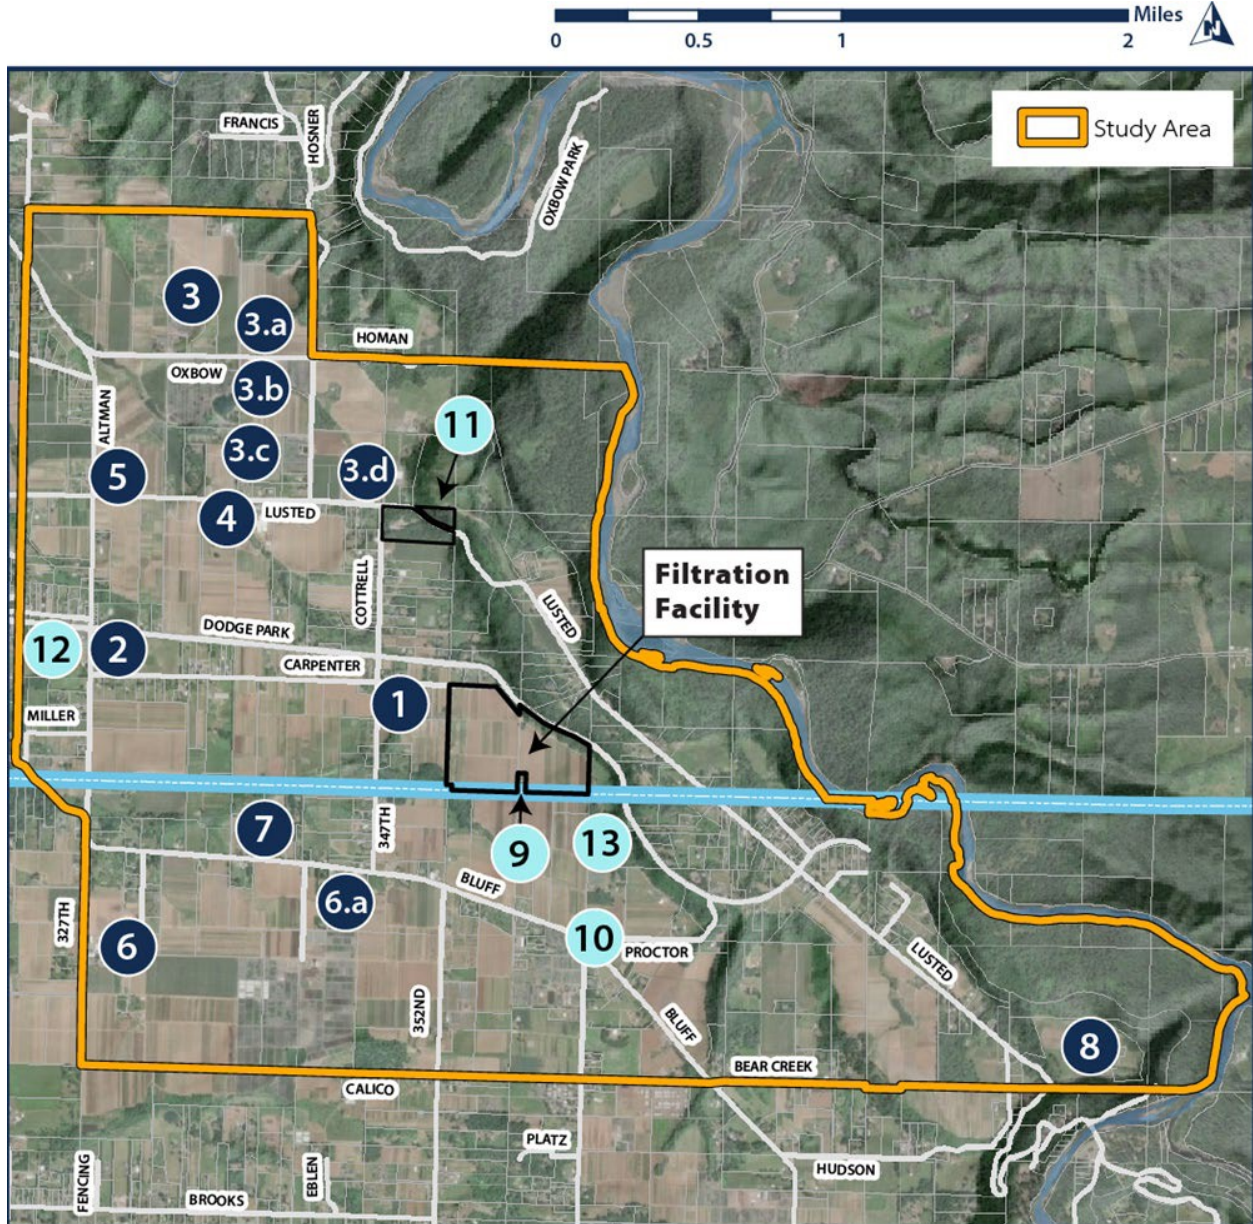 Miles
N
0 0.5 1 2
Study Area
FRANCIS
HOSNER
OXBOW PARK
3
3.a
HOMAN
OXBOW
3.b
ALTMAN
11
3.c
3.d
5
4
LUSTED
Filtration
Facility
COTTRELL
LUSTED
DODGE PARK
12
2
CARPENTER
1
MILLER
7
347TH
9
13
BLUFF
6.a
327TH
6
10
PROCTOR
LUSTED
352ND
BLUFF
8
BEAR CREEK
CALICO
PLATZ
FENCING
EBLEN
HUDSON
BROOKS